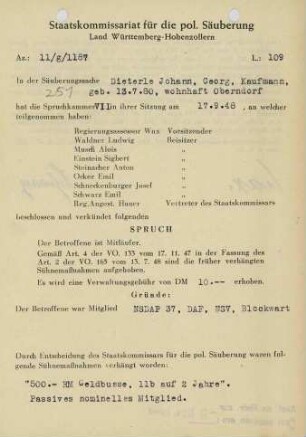 Staatskommissariat für die pol. Säuberung
Land Württemberg-Hohenzollern
Az.: 11/g/1187 L.: 109
In der Säuberungssache Dieterle Johann, Georg, Kaufmann,
geb. 13.7.80, wohnhaft Oberndorf
251
hat die Spruchkammer VII in ihrer Sitzung am 17.9.48, an welcher
teilgenommen haben:
Regierungsassessor Wux Vorsitzender
Waldner Ludwig Beisitzer
Mussfi Alois "
Einstein Sigbert "
Steinacher Anton "
Osker Emil "
Schneckenburger Josef "
Schwarz Emil "
Reg.Angest. Huser Vertreter des Staatskommissars
beschlossen und verkündet folgenden
SPRUCH
Der Betroffene ist Mitläufer.
Gemäß Art. 4 der VO. 133 vom 17. 11. 47 in der Fassung des
Art. 2 der VO. 165 vom 13. 7. 48 sind die früher verhängten
Sühnemaßnahmen aufgehoben.
Es wird eine Verwaltungsgebühr von DM 10.-- erhoben.
Gründe:
Der Betroffene war Mitglied NSDAP 37, DAF, NSV, Blockwart
Durch Entscheidung des Staatskommissars für die pol. Säuberung waren folgende
Sühnemaßnahmen verhängt worden:
"500.- RM Geldbusse, 11b auf 2 Jahre".
Passives nominelles Mitglied.